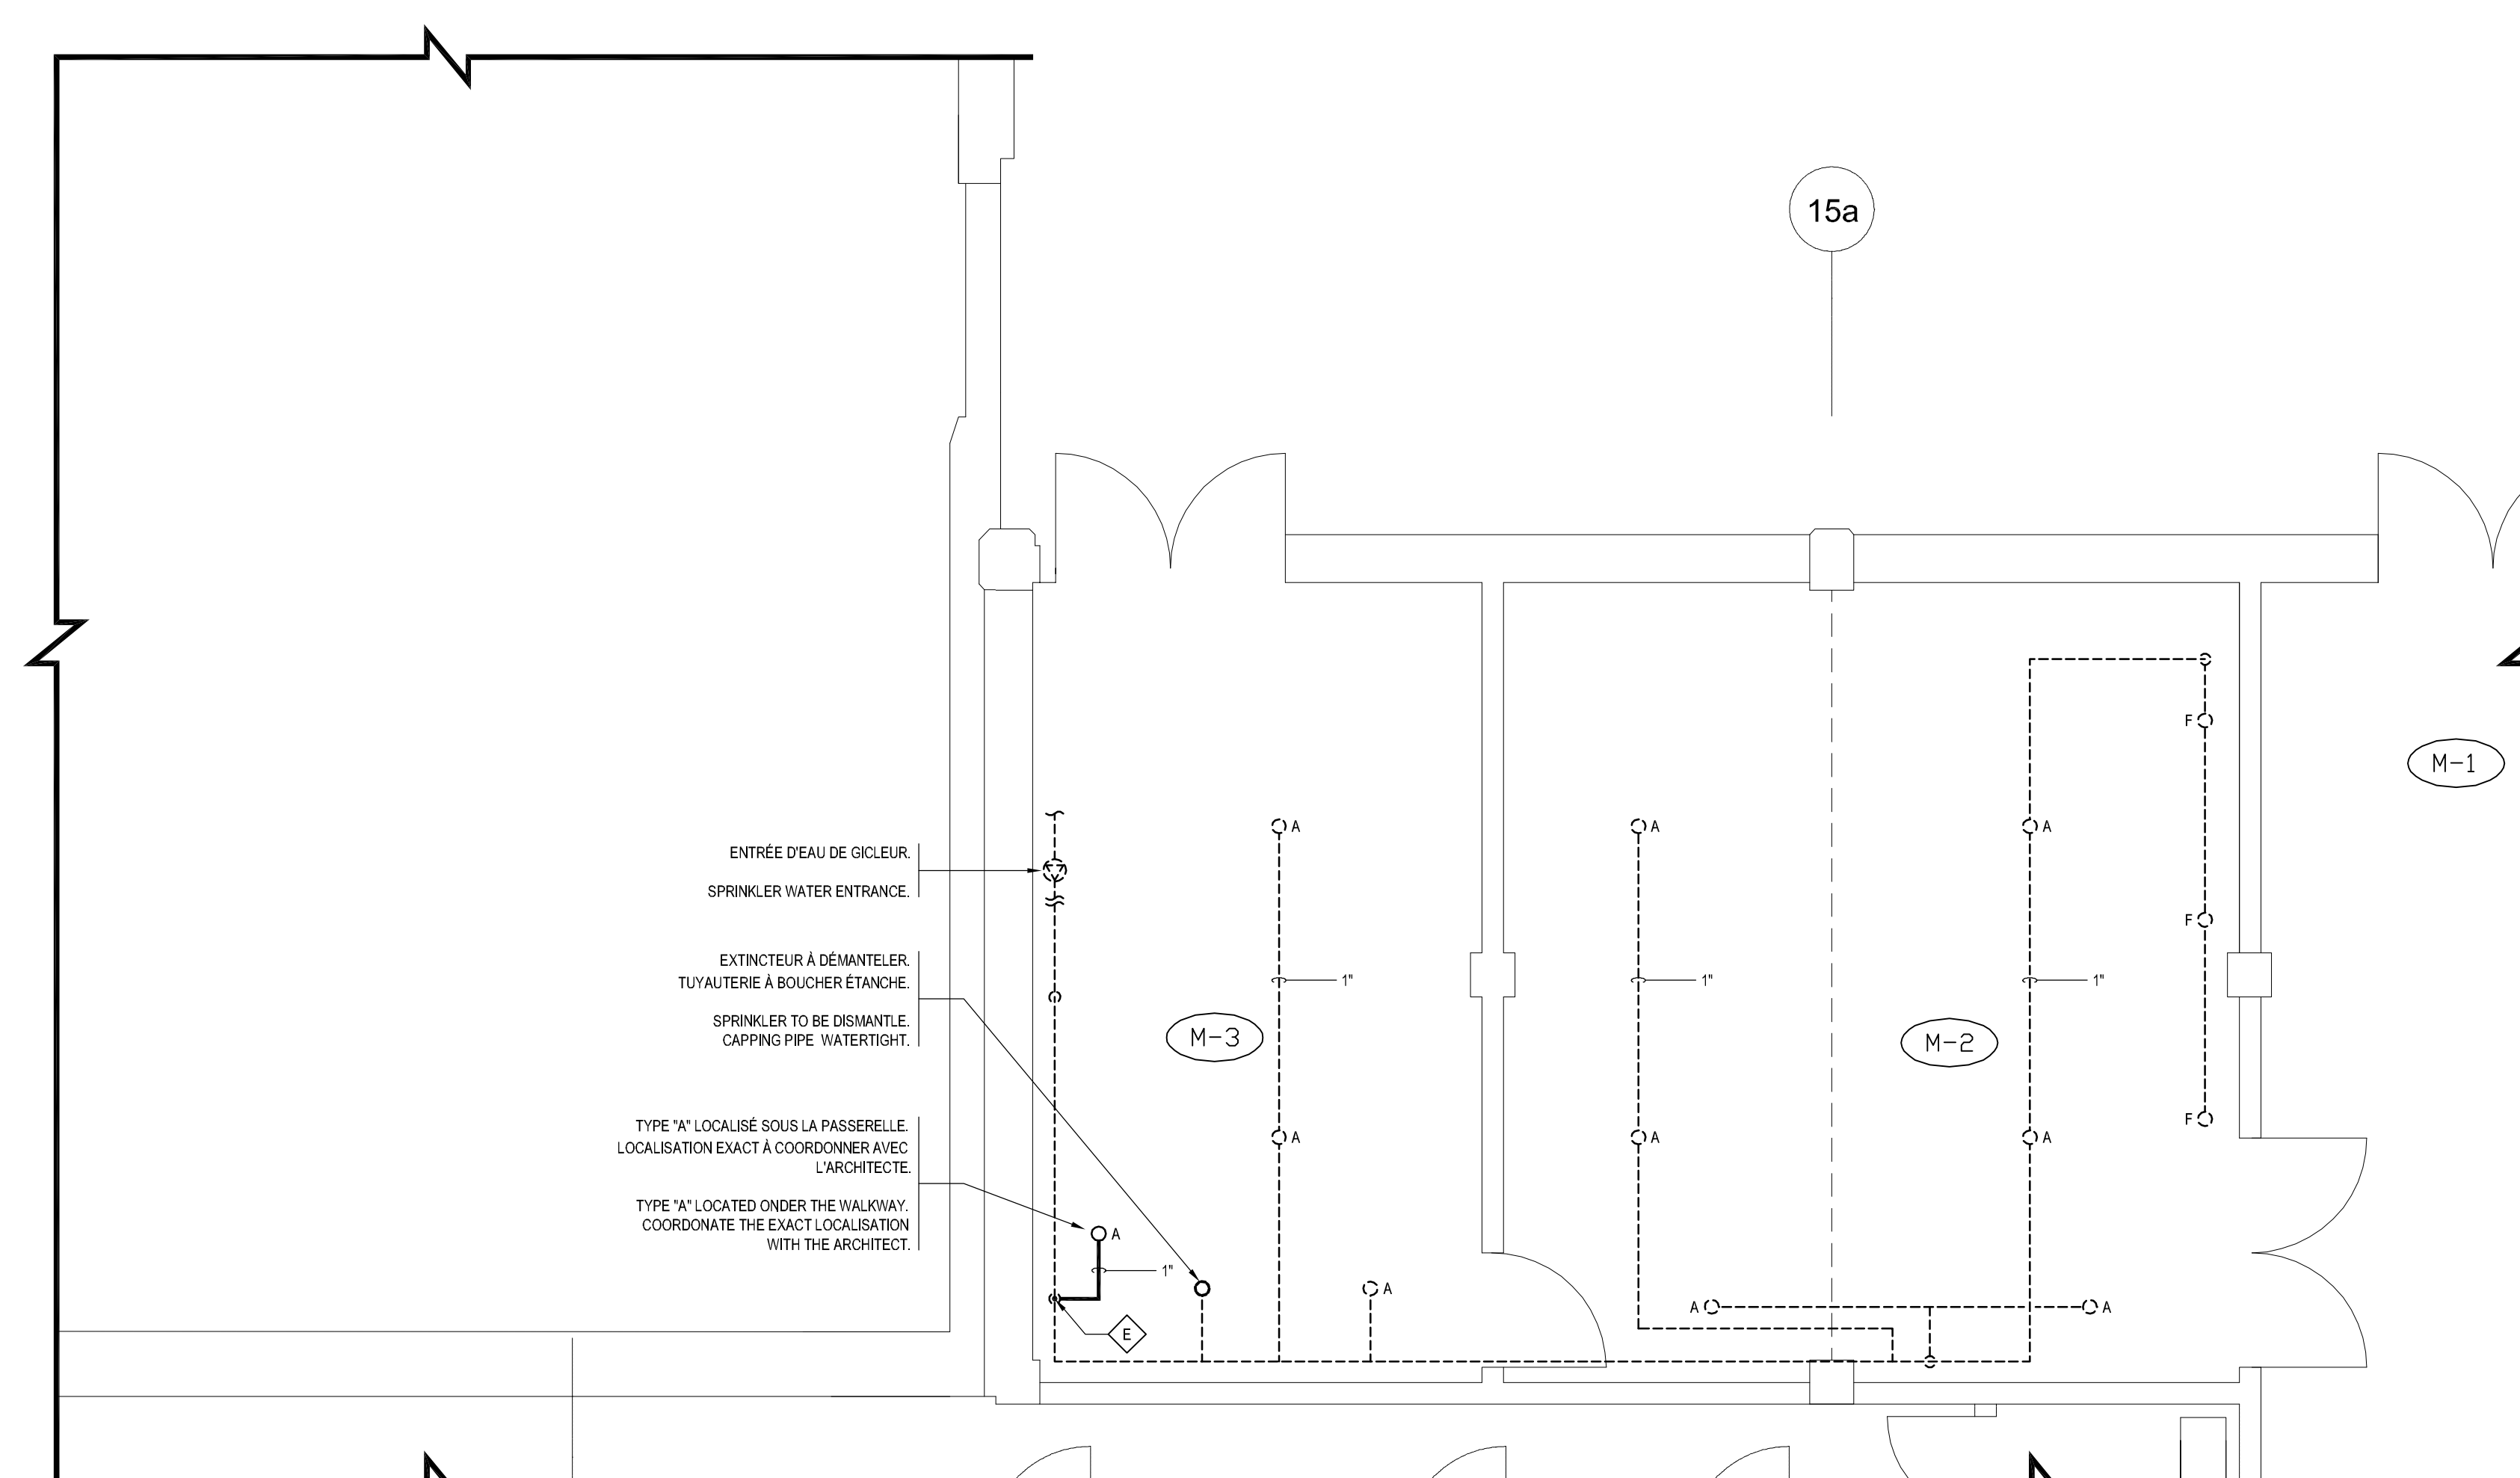 15a
M-1
ENTRÉE D'EAU DE GICLEUR.
SPRINKLER WATER ENTRANCE.
EXTINCTEUR À DÉMANTELER.
TUYAUTERIE À BOUCHER ÉTANCHE.
SPRINKLER TO BE DISMANTLE.
CAPPING PIPE WATERTIGHT.
TYPE "A" LOCALISÉ SOUS LA PASSERELLE.
LOCALISATION EXACT À COORDONNER AVEC
L'ARCHITECTE.
TYPE "A" LOCATED ONDER THE WALKWAY.
COORDONATE THE EXACT LOCALISATION
WITH THE ARCHITECT.
A
1"
E
A
1"
M-3
A
A
A
1"
A
A
F
A
F
1"
M-2
A
F
A
A